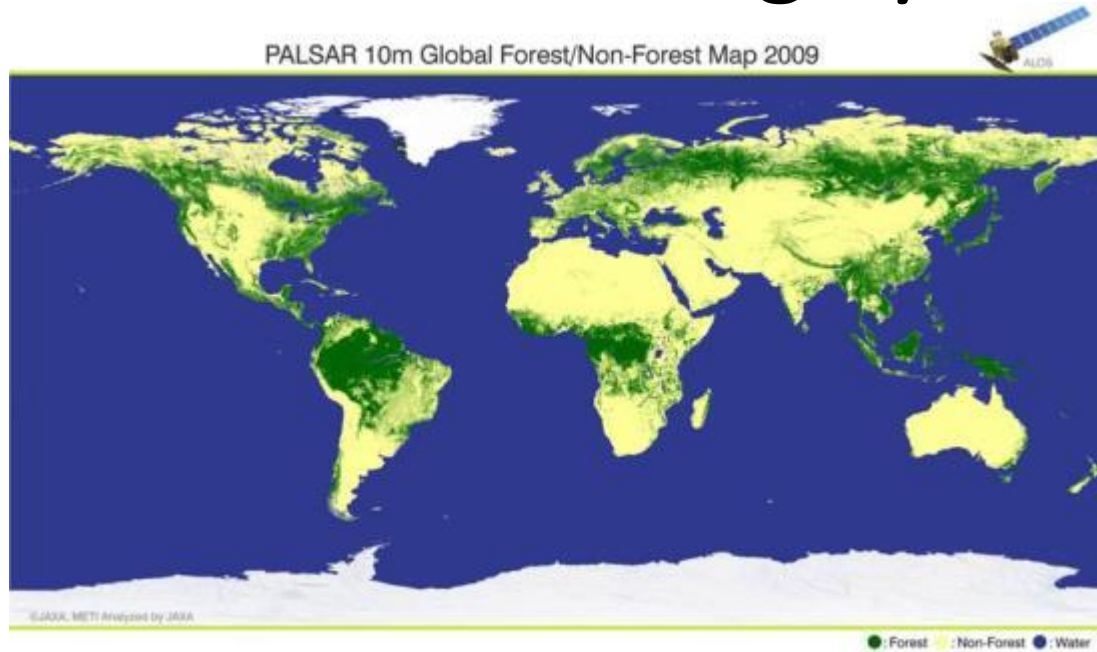 PALSAR 10m Global Forest/Non-Forest Map 2009
ALOS
©JAXA, METI Analyzed by JAXA
: Forest : Non-Forest : Water